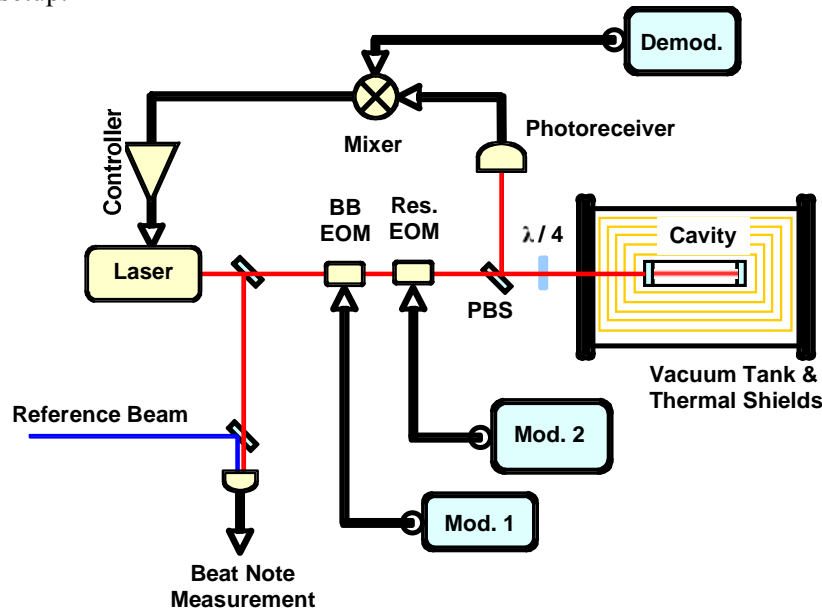 setup.
Demod.
Mixer
Photoreceiver
Controller
BB
EOM
Res.
EOM
λ / 4
Cavity
Laser
PBS
Vacuum Tank &
Thermal Shields
Reference Beam
Mod. 2
Mod. 1
Beat Note
Measurement